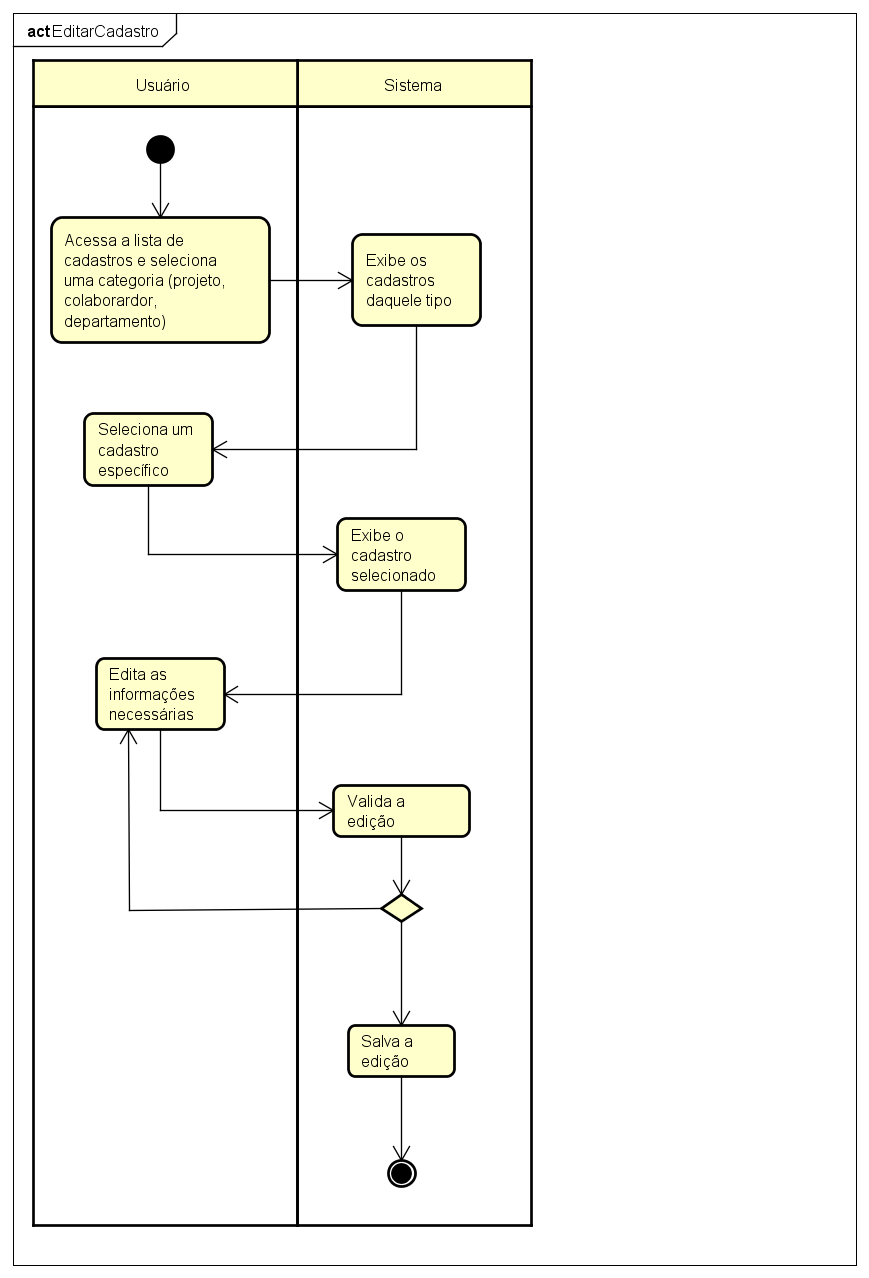 act EditarCadastro
Usuário
Sistema
Acessa a lista de
cadastros e seleciona
uma categoria (projeto,
colaborardor,
departamento)
Exibe os
cadastros
daquele tipo
Seleciona um
cadastro
específico
Exibe o
cadastro
selecionado
Edita as
informações
necessárias
Valida a
edição
Salva a
edição